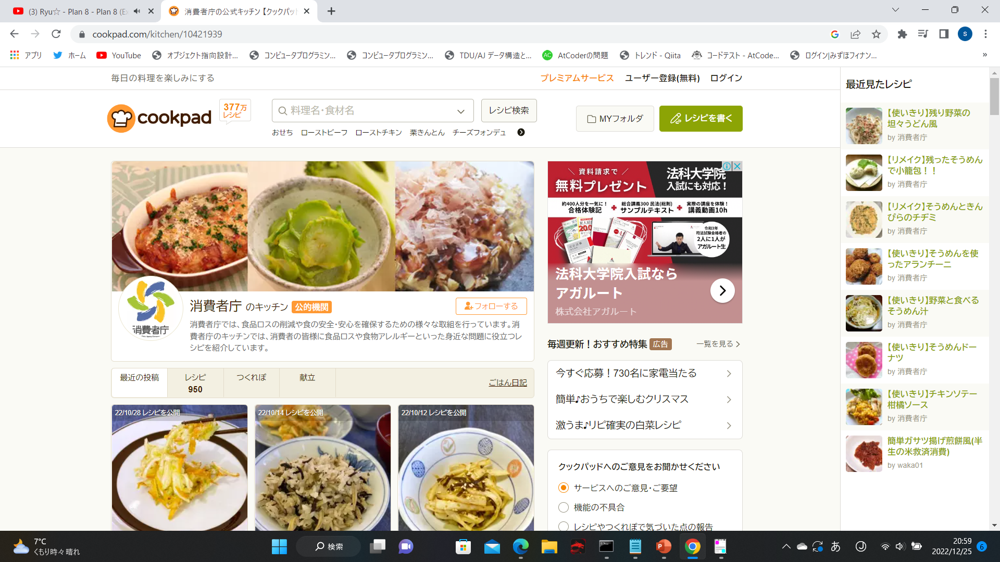 (3) Ryu☆ - Plan 8 - Plan 8 (Ex
消費者庁の公式キッチン 【クックパッド
cookpad.com/kitchen/10421939
s
アプリ
ホーム
YouTube
オブジェクト指向設計...
コンピュータプログラミン...
コンピュータプログラミン...
TDU/AJ データ構造と...
AtCoderの問題
トレンド - Qiita
コードテスト - AtCode...
ログイン|みずほフィナン...
毎日の料理を楽しみにする
プレミアムサービス
ユーザー登録(無料)
ログイン
cookpad
377万
レシピ
料理名・食材名
レシピ検索
おせち ローストビーフ ローストチキン 栗きんとん チーズフォンデュ
MYフォルダ
レシピを書く
消費者庁
消費者庁 のキッチン 公的機関
フォローする
消費者庁では、食品ロスの削減や食の安全・安心を確保するための様々な取組を行っています。消
費者庁のキッチンでは、消費者の皆様に食品ロスや食物アレルギーといった身近な問題に役立つレ
シピを紹介しています。
最近の投稿
レシピ
950
つくれぽ
献立
ごはん日記
22/10/28 レシピを公開
22/10/14 レシピを公開
22/10/12 レシピを公開
資料請求で
無料プレゼント
法科大学院
入試にも対応！
約400人分を一気に！
合格体験記
総合講義300 民法(総則)
サンプルテキスト
実際の講座を体験！
講義動画10h
令和3年
司法試験合格者の
2人に1人が
アガルート生
法科大学院入試なら
アガルート
株式会社アガルート
毎週更新！おすすめ特集 広告
一覧を見る
今すぐ応募！730名に家電当たる
簡単♪おうちで楽しむクリスマス
激うま♪リピ確実の白菜レシピ
クックパッドへのご意見をお聞かせください
サービスへのご意見・ご要望
機能の不具合
レシピやつくれぽで気づいた点の報告
最近見たレシピ
【使いきり】残り野菜の
坦々うどん風
by 消費者庁
【リメイク】残ったそうめん
で小籠包！！
by 消費者庁
【リメイク】そうめんときん
ぴらのチヂミ
by 消費者庁
【使いきり】そうめんを使
ったアランチーニ
by 消費者庁
【使いきり】野菜と食べる
そうめん汁
by 消費者庁
【使いきり】そうめんドー
ナツ
by 消費者庁
【使いきり】チキンソテー
柑橘ソース
by 消費者庁
簡単ガサツ揚げ煎餅風(半
生の米救済消費)
by waka01
7℃
くもり時々晴れ
検索
あ
20:59
2022/12/25
6